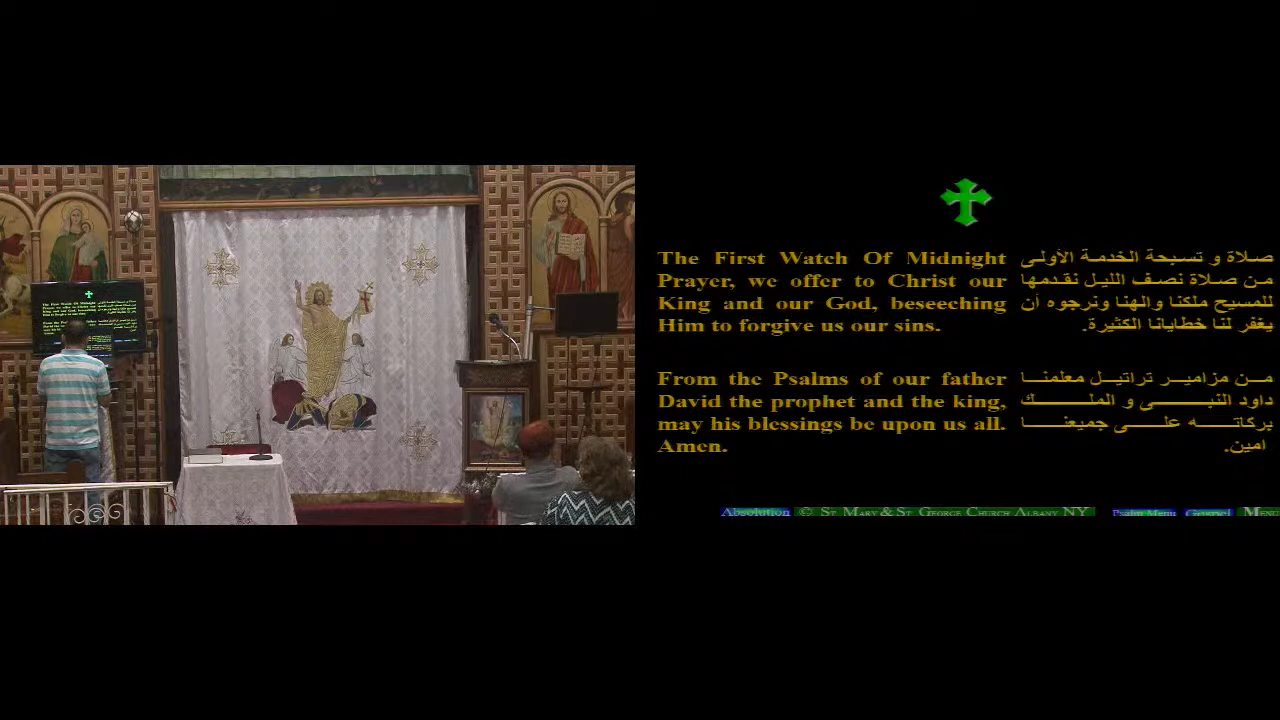 The First Watch Of Midnight
Prayer, we offer to Christ our
King and our God, beseeching
Him to forgive us our sins.
صلاة و تسبحة الخدمة الأولى
من صلاة نصف الليل نقدمها
للمسيح ملكنا والهنا ونرجوه أن
يغفر لنا خطايانا الكثيرة.
From the Psalms of our father
David the prophet and the king,
may his blessings be upon us all.
Amen.
من مزامير تراتيل معلمنا
داود النبى و الملك
بركاته على جميعنا
امين.
Absolution © ST MARY & ST GEORGE CHURCH ALBANY NY Psalm Menu Gospel MENU